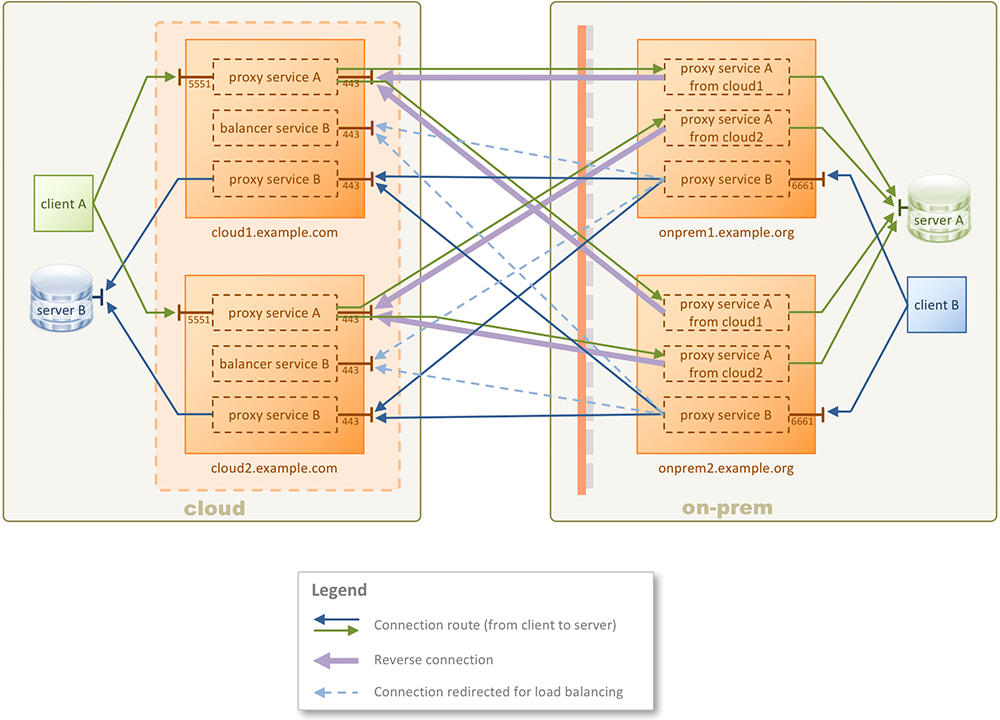 proxy service A
5551
443
balancer service B
443
proxy service B
443
cloud1.example.com
client A
server B
proxy service A
5551
443
balancer service B
443
proxy service B
443
cloud2.example.com
cloud
proxy service A
from cloud1
proxy service A
from cloud2
proxy service B
6661
onprem1.example.org
server A
client B
proxy service A
from cloud1
proxy service A
from cloud2
proxy service B
6661
onprem2.example.org
on-prem
Legend
Connection route (from client to server)
Reverse connection
Connection redirected for load balancing